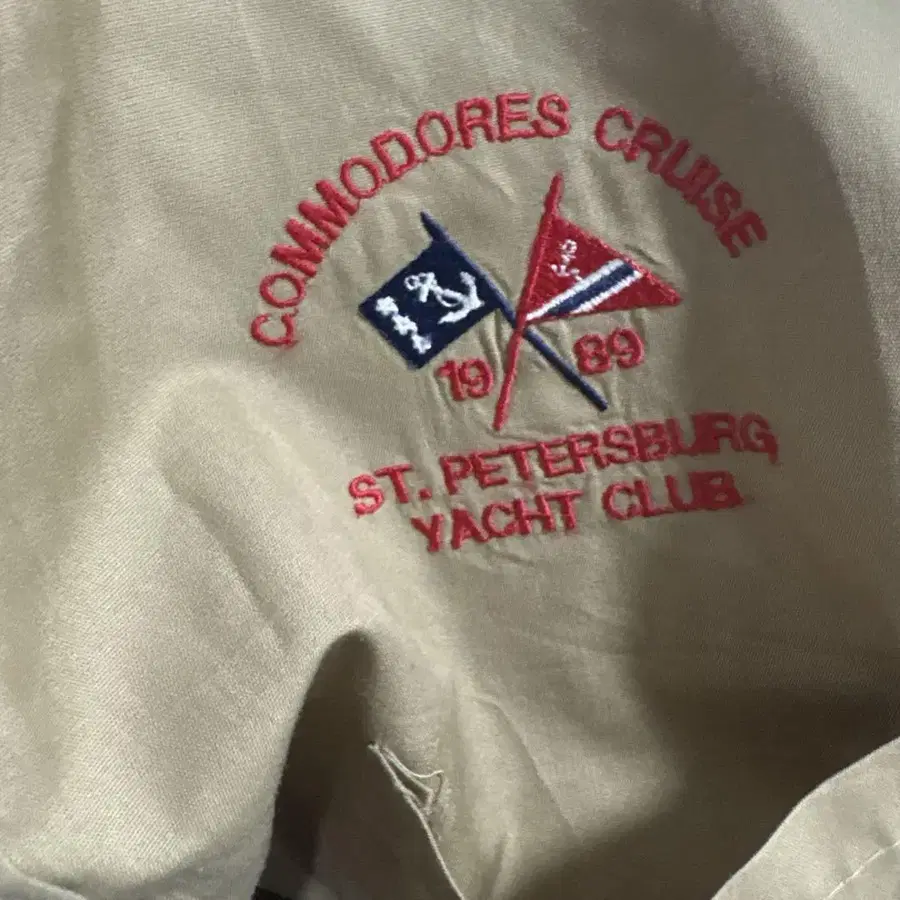 COMMODORES CRUISE
19 89
ST. PETERSBURG
YACHT CLUB